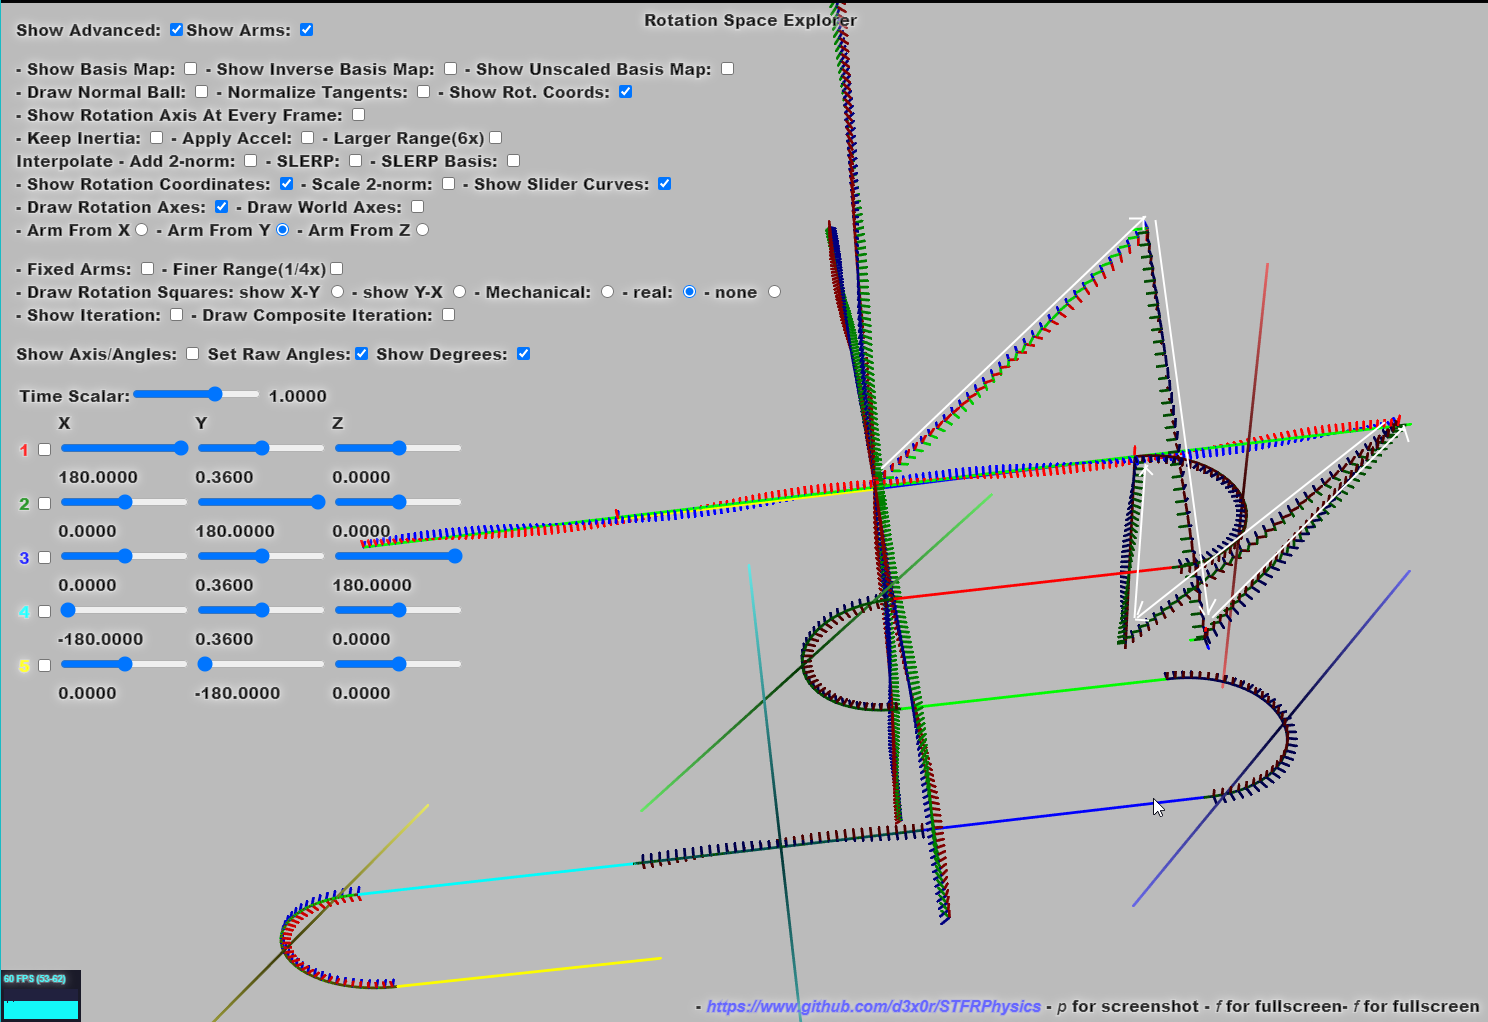 Rotation Space Explorer
Show Advanced: Show Arms:
- Show Basis Map: - Show Inverse Basis Map: - Show Unscaled Basis Map:
- Draw Normal Ball: - Normalize Tangents: - Show Rot. Coords:
- Show Rotation Axis At Every Frame:
- Keep Inertia: - Apply Accel: - Larger Range(6x)
Interpolate - Add 2-norm: - SLERP: - SLERP Basis:
- Show Rotation Coordinates: - Scale 2-norm: - Show Slider Curves:
- Draw Rotation Axes: - Draw World Axes:
- Arm From X - Arm From Y - Arm From Z
- Fixed Arms: - Finer Range(1/4x)
- Draw Rotation Squares: show X-Y - show Y-X - Mechanical: - real: - none
- Show Iteration: - Draw Composite Iteration:
Show Axis/Angles: Set Raw Angles: Show Degrees:
Time Scalar: 1.0000
X Y Z
1
180.0000 0.3600 0.0000
2
0.0000 180.0000 0.0000
3
0.0000 0.3600 180.0000
4
-180.0000 0.3600 0.0000
5
0.0000 -180.0000 0.0000
60 FPS (53-62)
- https://www.github.com/d3x0r/STFRPhysics - p for screenshot - f for fullscreen- f for fullscreen